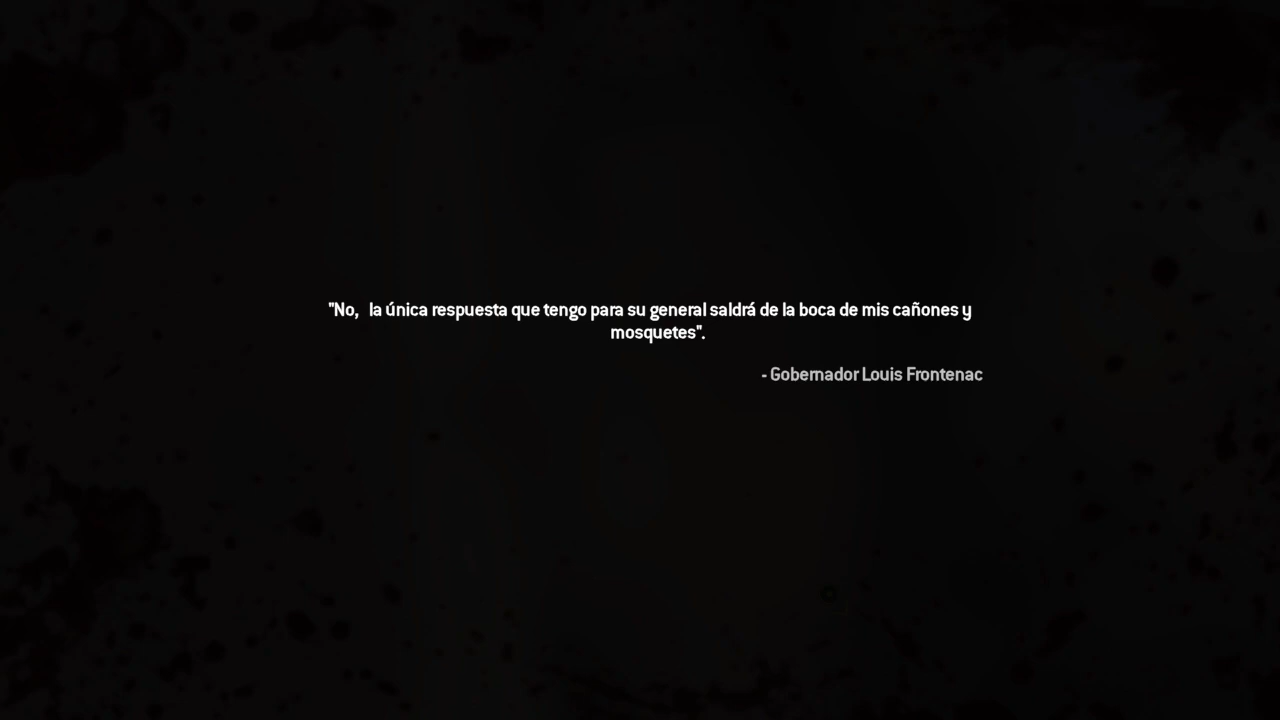 "No,  la única respuesta que tengo para su general saldrá de la boca de mis cañones y
mosquetes".
- Gobernador Louis Frontenac